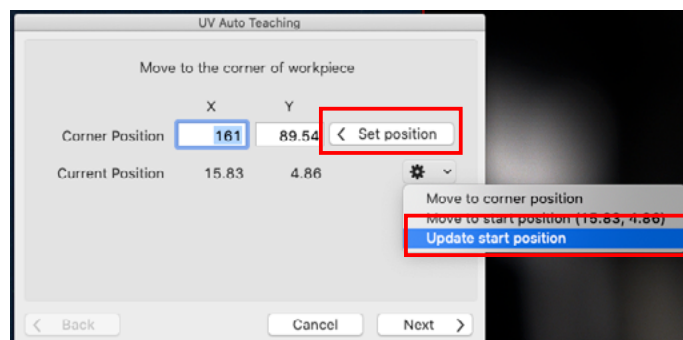 UV Auto Teaching
Move to the corner of workpiece
X Y
Corner Position 161 89.54 < Set position
Current Position 15.83 4.86
Move to corner position
Move to start position (15.83, 4.86)
Update start position
< Back Cancel Next >